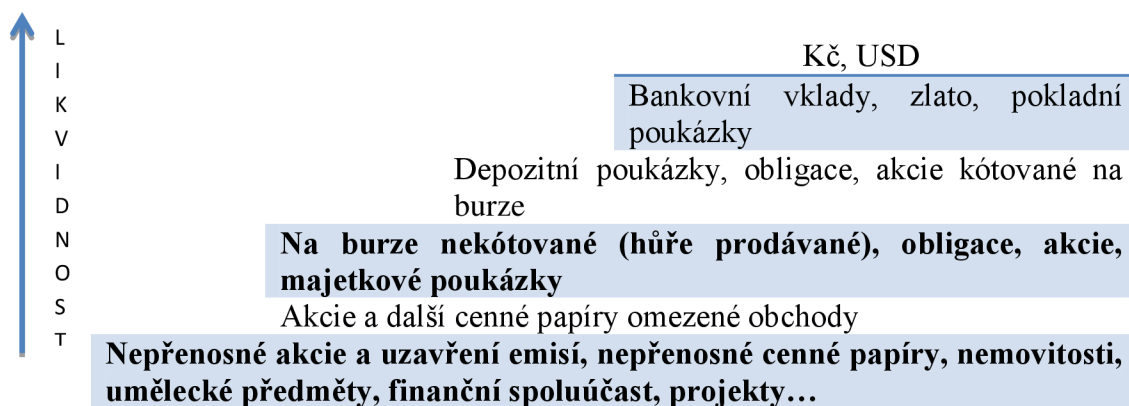 LIKVIDNOST
Kč, USD
Bankovní vklady, zlato, pokladní
poukázky
Depozitní poukázky, obligace, akcie kótované na
burze
Na burze nekótované (hůře prodávané), obligace, akcie,
majetkové poukázky
Akcie a další cenné papíry omezené obchody
Nepřenosné akcie a uzavření emisí, nepřenosné cenné papíry, nemovitosti,
umělecké předměty, finanční spoluúčast, projekty…